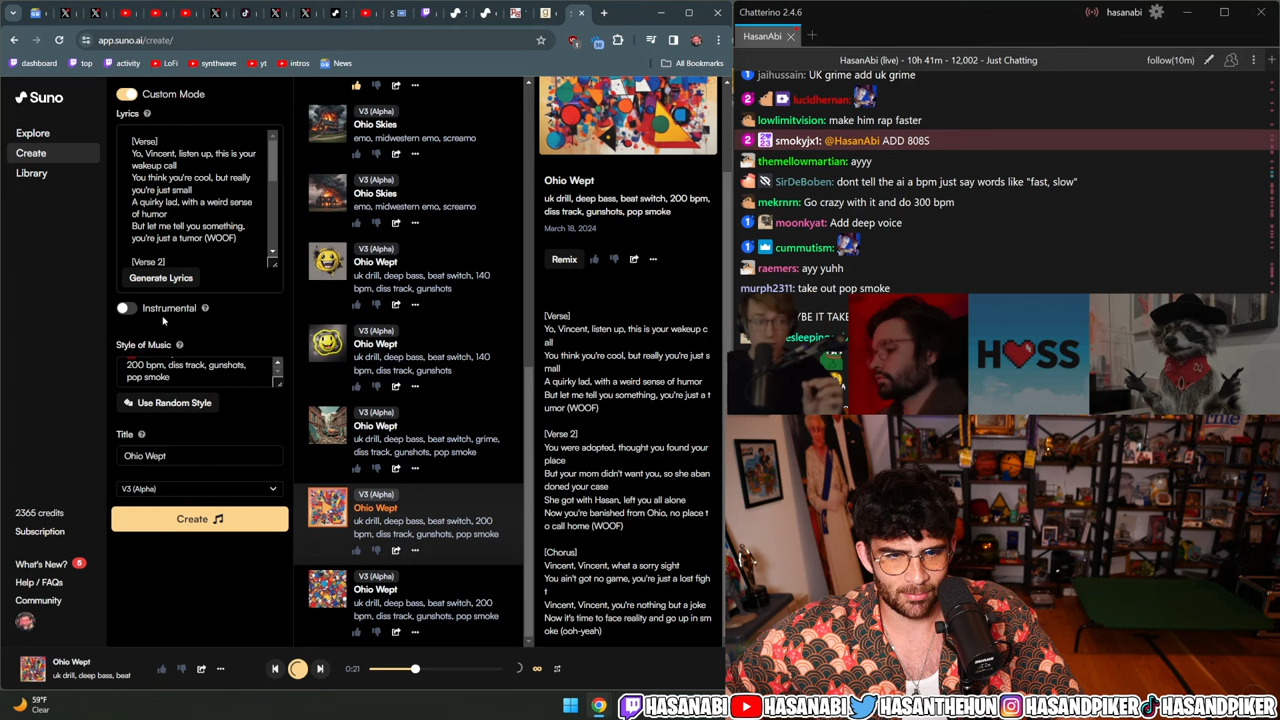 Chatterino 2.4.6
hasanabi
app.suno.ai/create/
HasanAbi
dashboard
top
activity
LoFi
synthwave
yt
intros
News
All Bookmarks
HasanAbi (live) - 10h 41m - 12,002 - Just Chatting
follow(10m)
Suno
Explore
Create
Library
2365 credits
Subscription
What's New?
Help / FAQs
Community
Custom Mode
Lyrics
[Verse]
Yo, Vincent, listen up, this is your
wakeup call
You think you're cool, but really
you're just small
A quirky lad, with a weird sense
of humor
But let me tell you something,
you're just a tumor (WOOF)
[Verse 2]
Generate Lyrics
Instrumental
Style of Music
200 bpm, diss track, gunshots,
pop smoke
Use Random Style
Title
Ohio Wept
V3 (Alpha)
Create
V3 (Alpha)
Ohio Skies
emo, midwestern emo, screamo
V3 (Alpha)
Ohio Skies
emo, midwestern emo, screamo
V3 (Alpha)
Ohio Wept
uk drill, deep bass, beat switch, 140
bpm, diss track, gunshots
V3 (Alpha)
Ohio Wept
uk drill, deep bass, beat switch, 140
bpm, diss track, gunshots
V3 (Alpha)
Ohio Wept
uk drill, deep bass, beat switch, grime,
diss track, gunshots, pop smoke
V3 (Alpha)
Ohio Wept
uk drill, deep bass, beat switch, 200
bpm, diss track, gunshots, pop smoke
V3 (Alpha)
Ohio Wept
uk drill, deep bass, beat switch, 200
bpm, diss track, gunshots, pop smoke
Ohio Wept
uk drill, deep bass, beat switch, 200 bpm,
diss track, gunshots, pop smoke
March 18, 2024
Remix
[Verse]
Yo, Vincent, listen up, this is your wakeup c
all
You think you're cool, but really you're just s
mall
A quirky lad, with a weird sense of humor
But let me tell you something, you're just a t
umor (WOOF)
[Verse 2]
You were adopted, thought you found your
place
But your mom didn't want you, so she aban
doned your case
She got with Hasan, left you all alone
Now you're banished from Ohio, no place t
o call home (WOOF)
[Chorus]
Vincent, Vincent, what a sorry sight
You ain't got no game, you're just a lost figh
t
Vincent, Vincent, you're nothing but a joke
Now it's time to face reality and go up in sm
oke (ooh-yeah)
Ohio Wept
uk drill, deep bass, beat
0:21
59°F
Clear
jaihussain: UK grime add uk grime
lucidhernan:
lowlimitvision: make him rap faster
smokyjx1: @HasanAbi ADD 808S
themellowmartian: ayyy
SirDeBoben: dont tell the ai a bpm just say words like "fast, slow"
mekrnrn: Go crazy with it and do 300 bpm
moonkyat: Add deep voice
cummutism:
raemers: ayy yuhh
murph2311: take out pop smoke
YBE IT TAKE
sleeping:
H SS
HASANABI
HASANABI
HASANTHEHUN
HASANDPIKER
HASANDPIKER